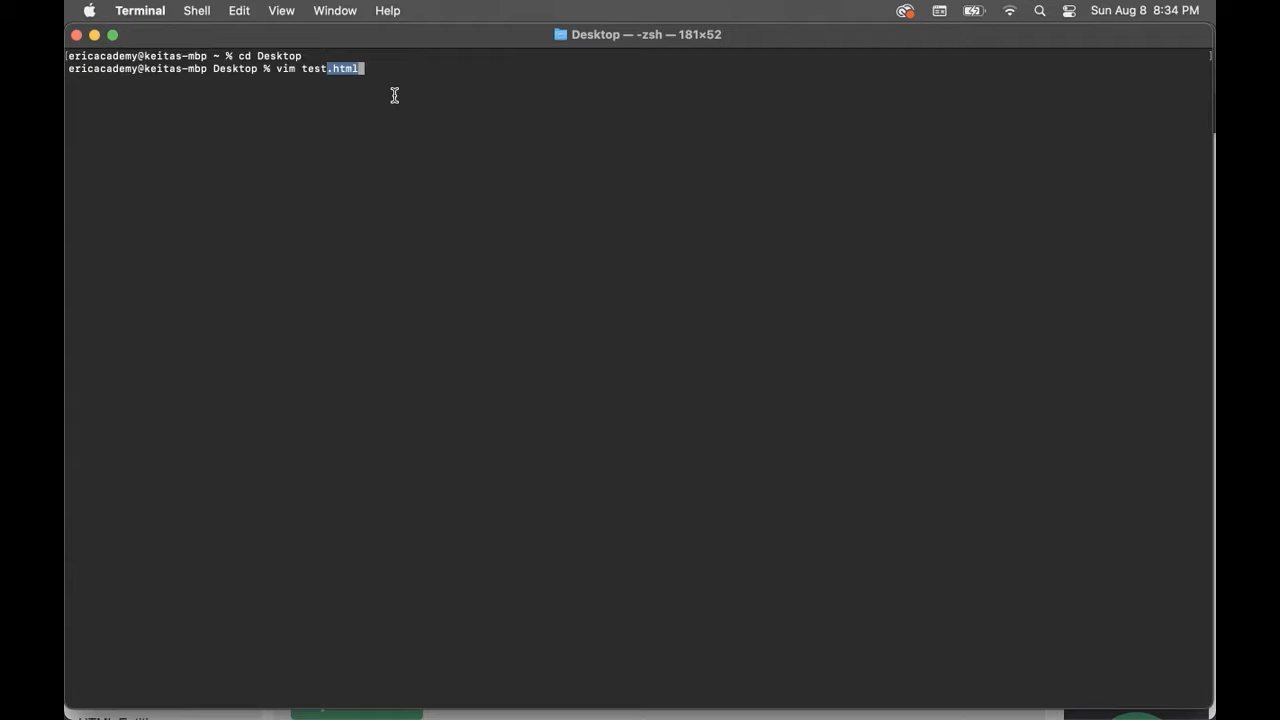 Terminal Shell Edit View Window Help Sun Aug 8 8:34 PM
Desktop — -zsh — 181×52
[ericacademy@keitas-mbp ~ % cd Desktop ]
ericacademy@keitas-mbp Desktop % vim test.html